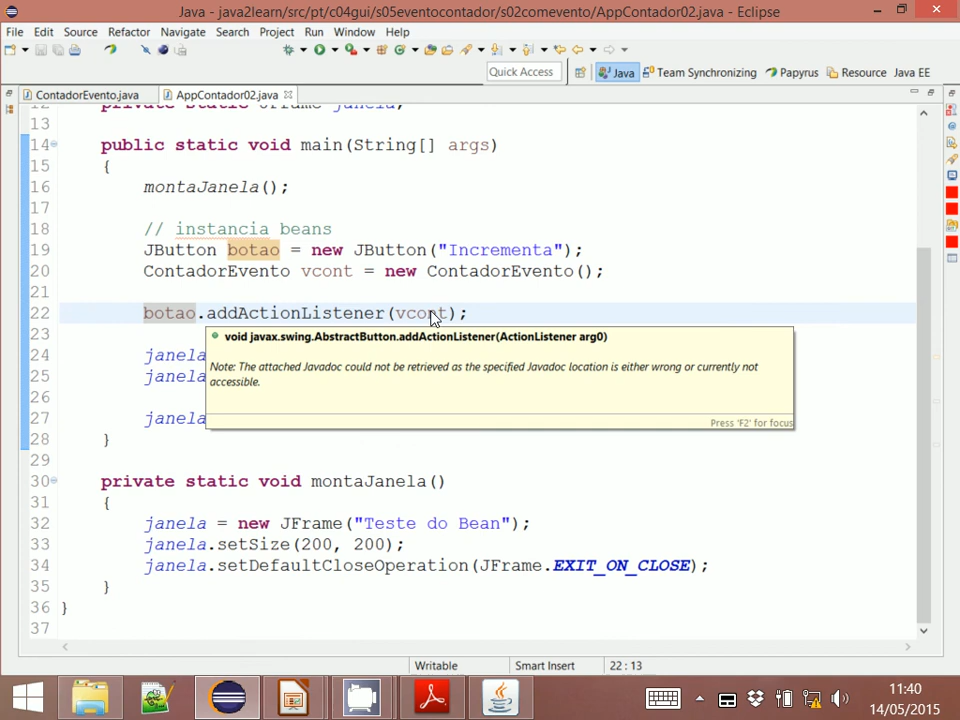 Java - java2learn/src/pt/c04gui/s05eventocontador/s02comevento/AppContador02.java - Eclipse
File Edit Source Refactor Navigate Search Project Run Window Help
Quick Access Java Team Synchronizing Papyrus Resource Java EE
ContadorEvento.java AppContador02.java
12 private static JFrame janela;
13
14 public static void main(String[] args)
15 {
16 montaJanela();
17
18 // instancia beans
19 JButton botao = new JButton("Incrementa");
20 ContadorEvento vcont = new ContadorEvento();
21
22 botao.addActionListener(vcont);
23
void javax.swing.AbstractButton.addActionListener(ActionListener arg0)
24 janela
Note: The attached Javadoc could not be retrieved as the specified Javadoc location is either wrong or currently not
25 janela
accessible.
26
27 janela
Press 'F2' for focus
28 }
29
30 private static void montaJanela()
31 {
32 janela = new JFrame("Teste do Bean");
33 janela.setSize(200, 200);
34 janela.setDefaultCloseOperation(JFrame.EXIT_ON_CLOSE);
35 }
36 }
37
Writable Smart Insert 22 : 13
11:40
14/05/2015